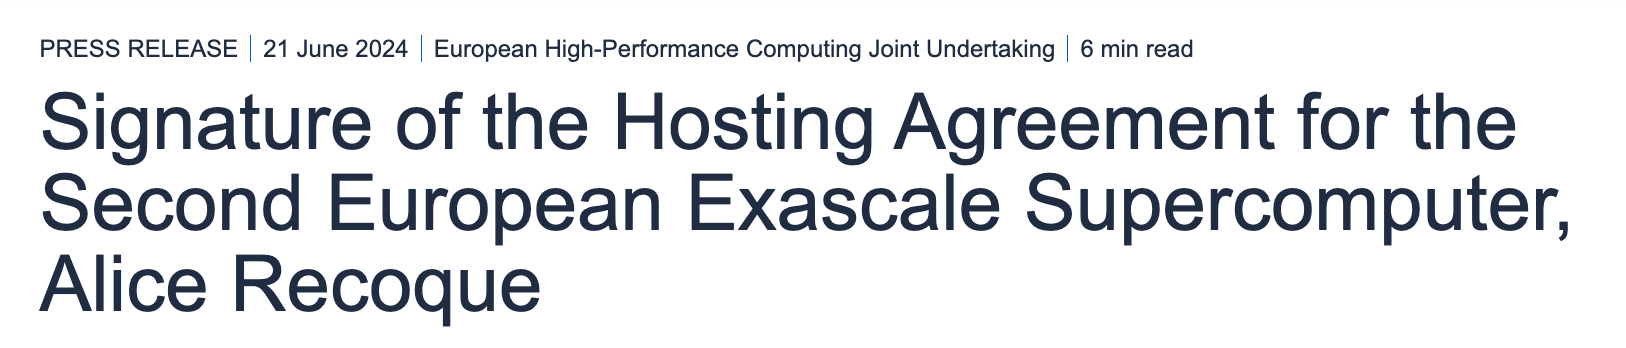 PRESS RELEASE | 21 June 2024 | European High-Performance Computing Joint Undertaking | 6 min read
Signature of the Hosting Agreement for the
Second European Exascale Supercomputer,
Alice Recoque